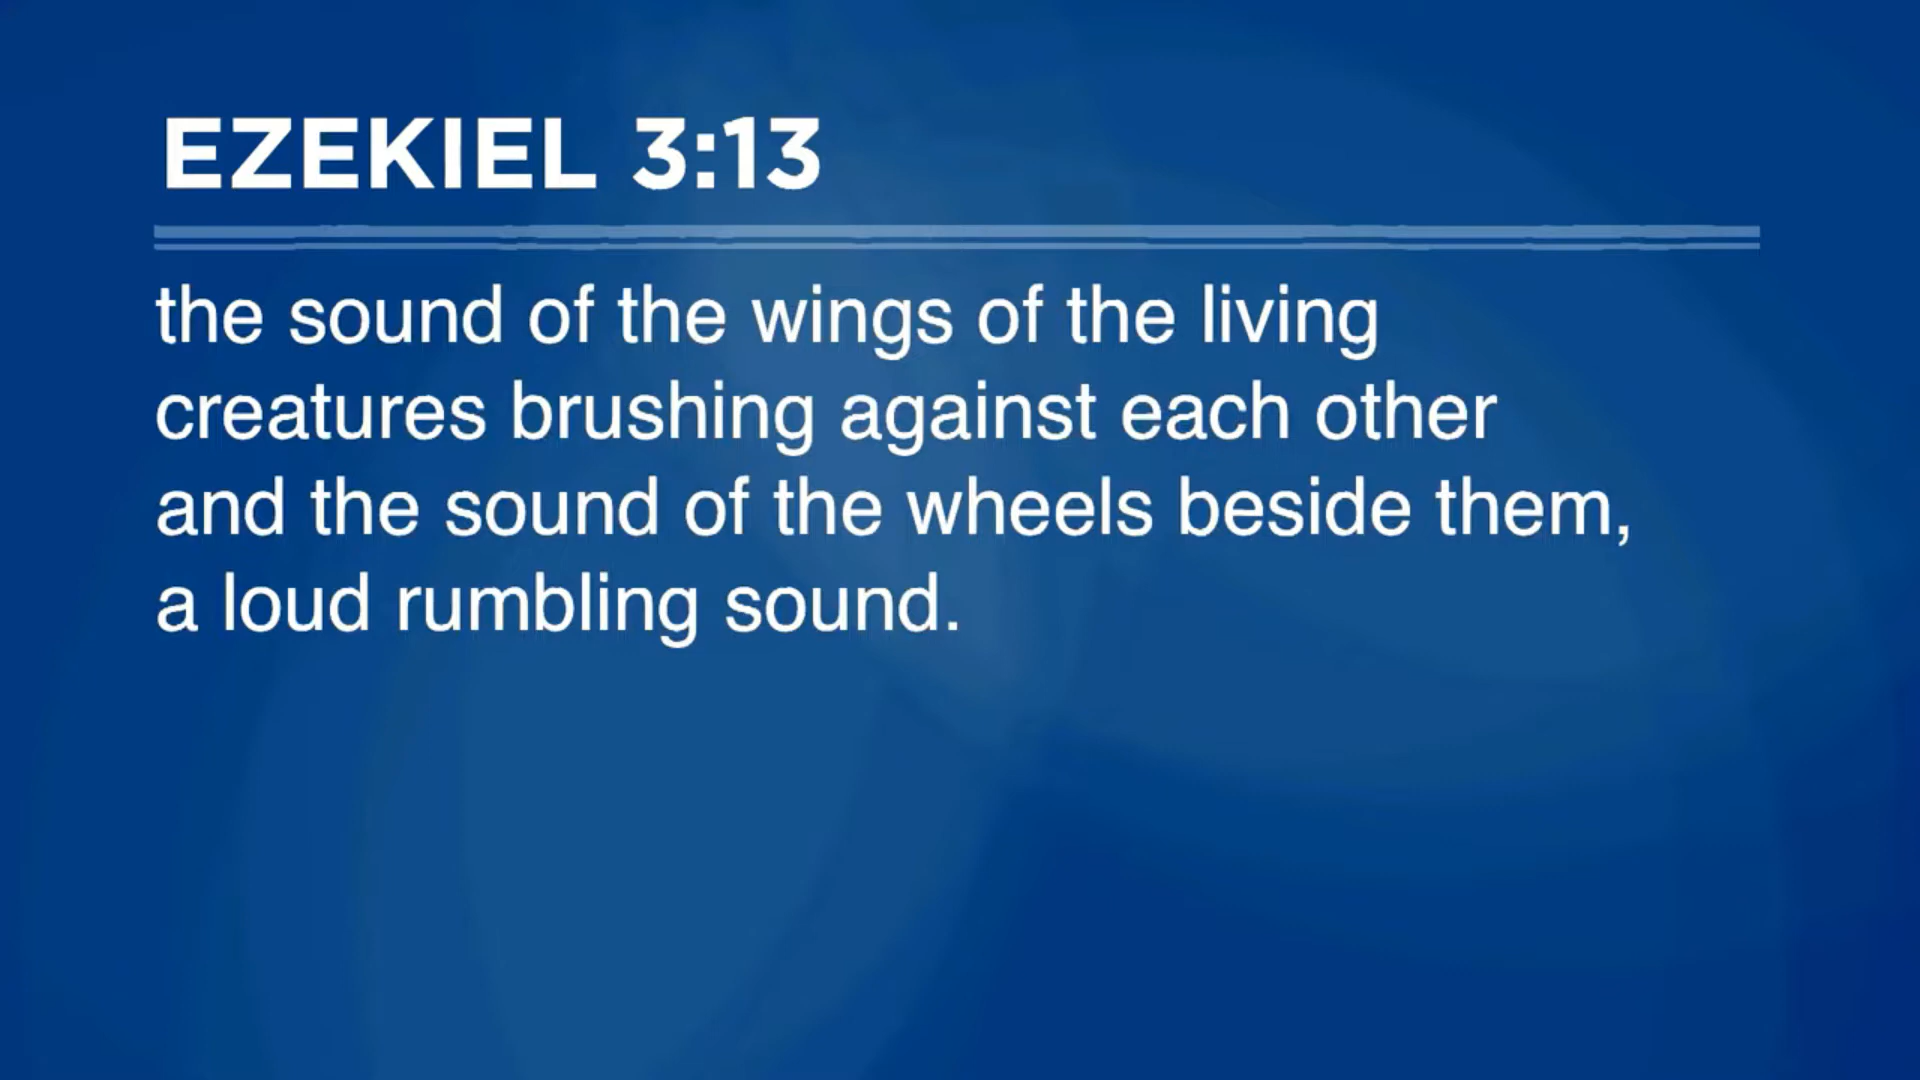 EZEKIEL 3:13
the sound of the wings of the living
creatures brushing against each other
and the sound of the wheels beside them,
a loud rumbling sound.